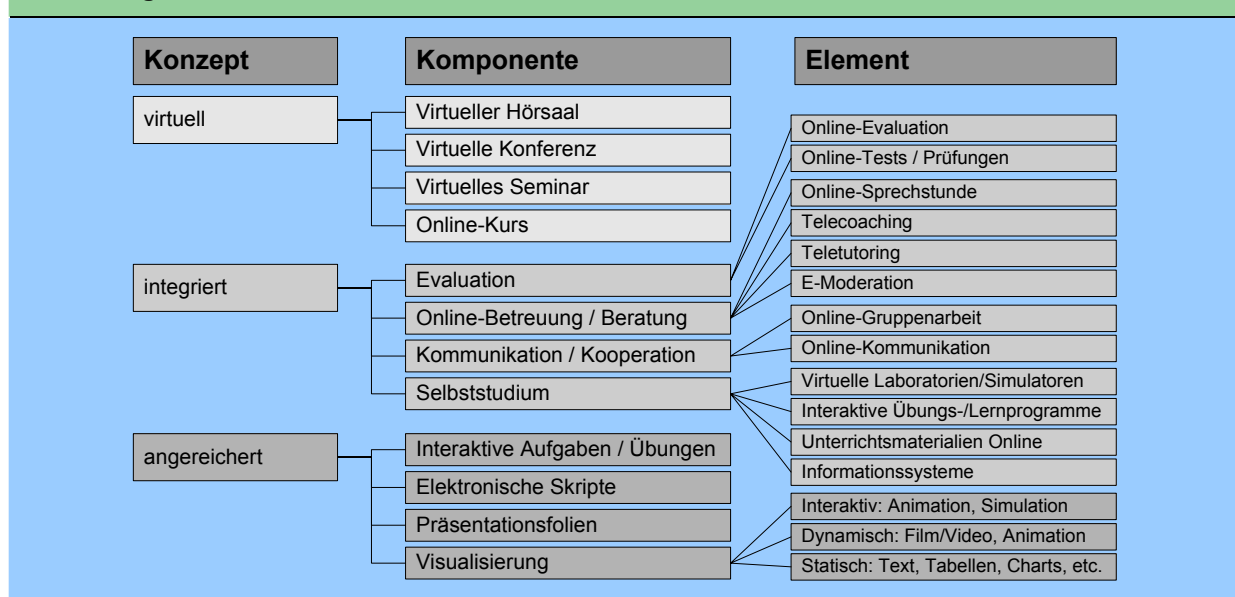 Konzept
Komponente
Element
virtuell
Virtueller Hörsaal
Virtuelle Konferenz
Virtuelles Seminar
Online-Kurs
integriert
Evaluation
Online-Betreuung / Beratung
Kommunikation / Kooperation
Selbststudium
angereichert
Interaktive Aufgaben / Übungen
Elektronische Skripte
Präsentationsfolien
Visualisierung
Online-Evaluation
Online-Tests / Prüfungen
Online-Sprechstunde
Telecoaching
Teletutoring
E-Moderation
Online-Gruppenarbeit
Online-Kommunikation
Virtuelle Laboratorien/Simulatoren
Interaktive Übungs-/Lernprogramme
Unterrichtsmaterialien Online
Informationssysteme
Interaktiv: Animation, Simulation
Dynamisch: Film/Video, Animation
Statisch: Text, Tabellen, Charts, etc.